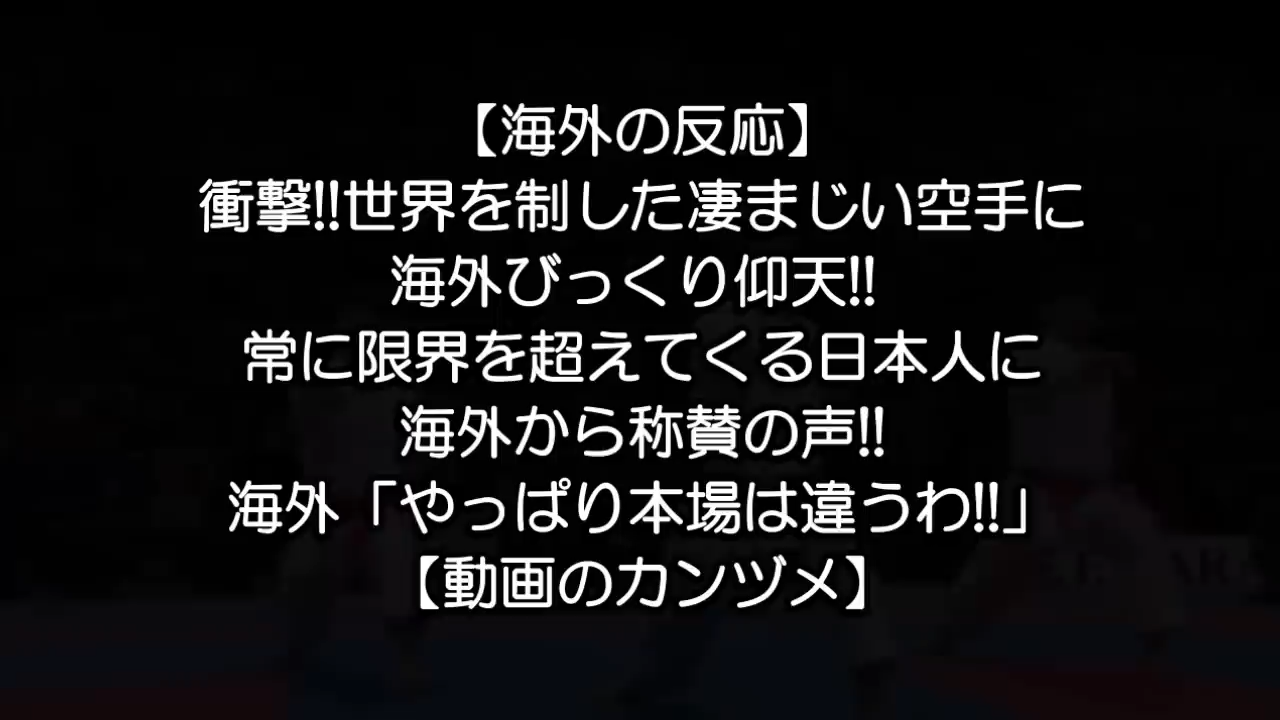 【海外の反応】
衝撃!!世界を制した凄まじい空手に
海外びっくり仰天!!
常に限界を超えてくる日本人に
海外から称賛の声!!
海外「やっぱり本場は違うわ!!」
【動画のカンヅメ】